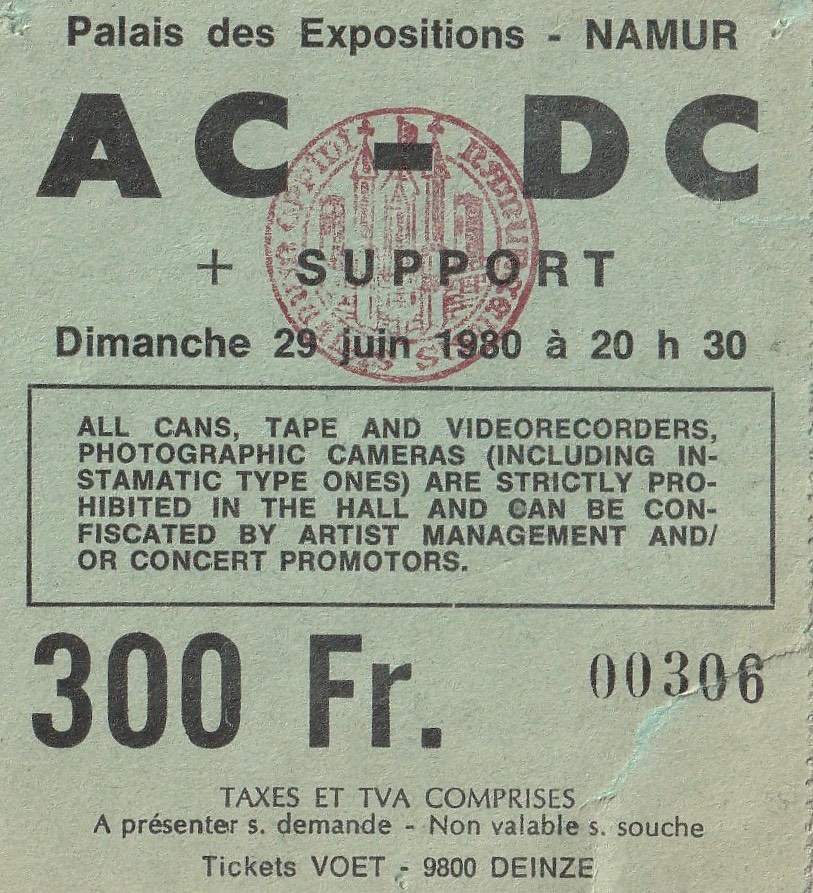 Palais des Expositions - NAMUR
AC-DC
+ SUPPORT
Dimanche 29 juin 1980 à 20 h 30
ALL CANS, TAPE AND VIDEORECORDERS,
PHOTOGRAPHIC CAMERAS (INCLUDING IN-
STAMATIC TYPE ONES) ARE STRICTLY PRO-
HIBITED IN THE HALL AND CAN BE CON-
FISCATED BY ARTIST MANAGEMENT AND/
OR CONCERT PROMOTORS.
300 Fr.
00306
TAXES ET TVA COMPRISES
A présenter s. demande - Non valable s. souche
Tickets VOET - 9800 DEINZE